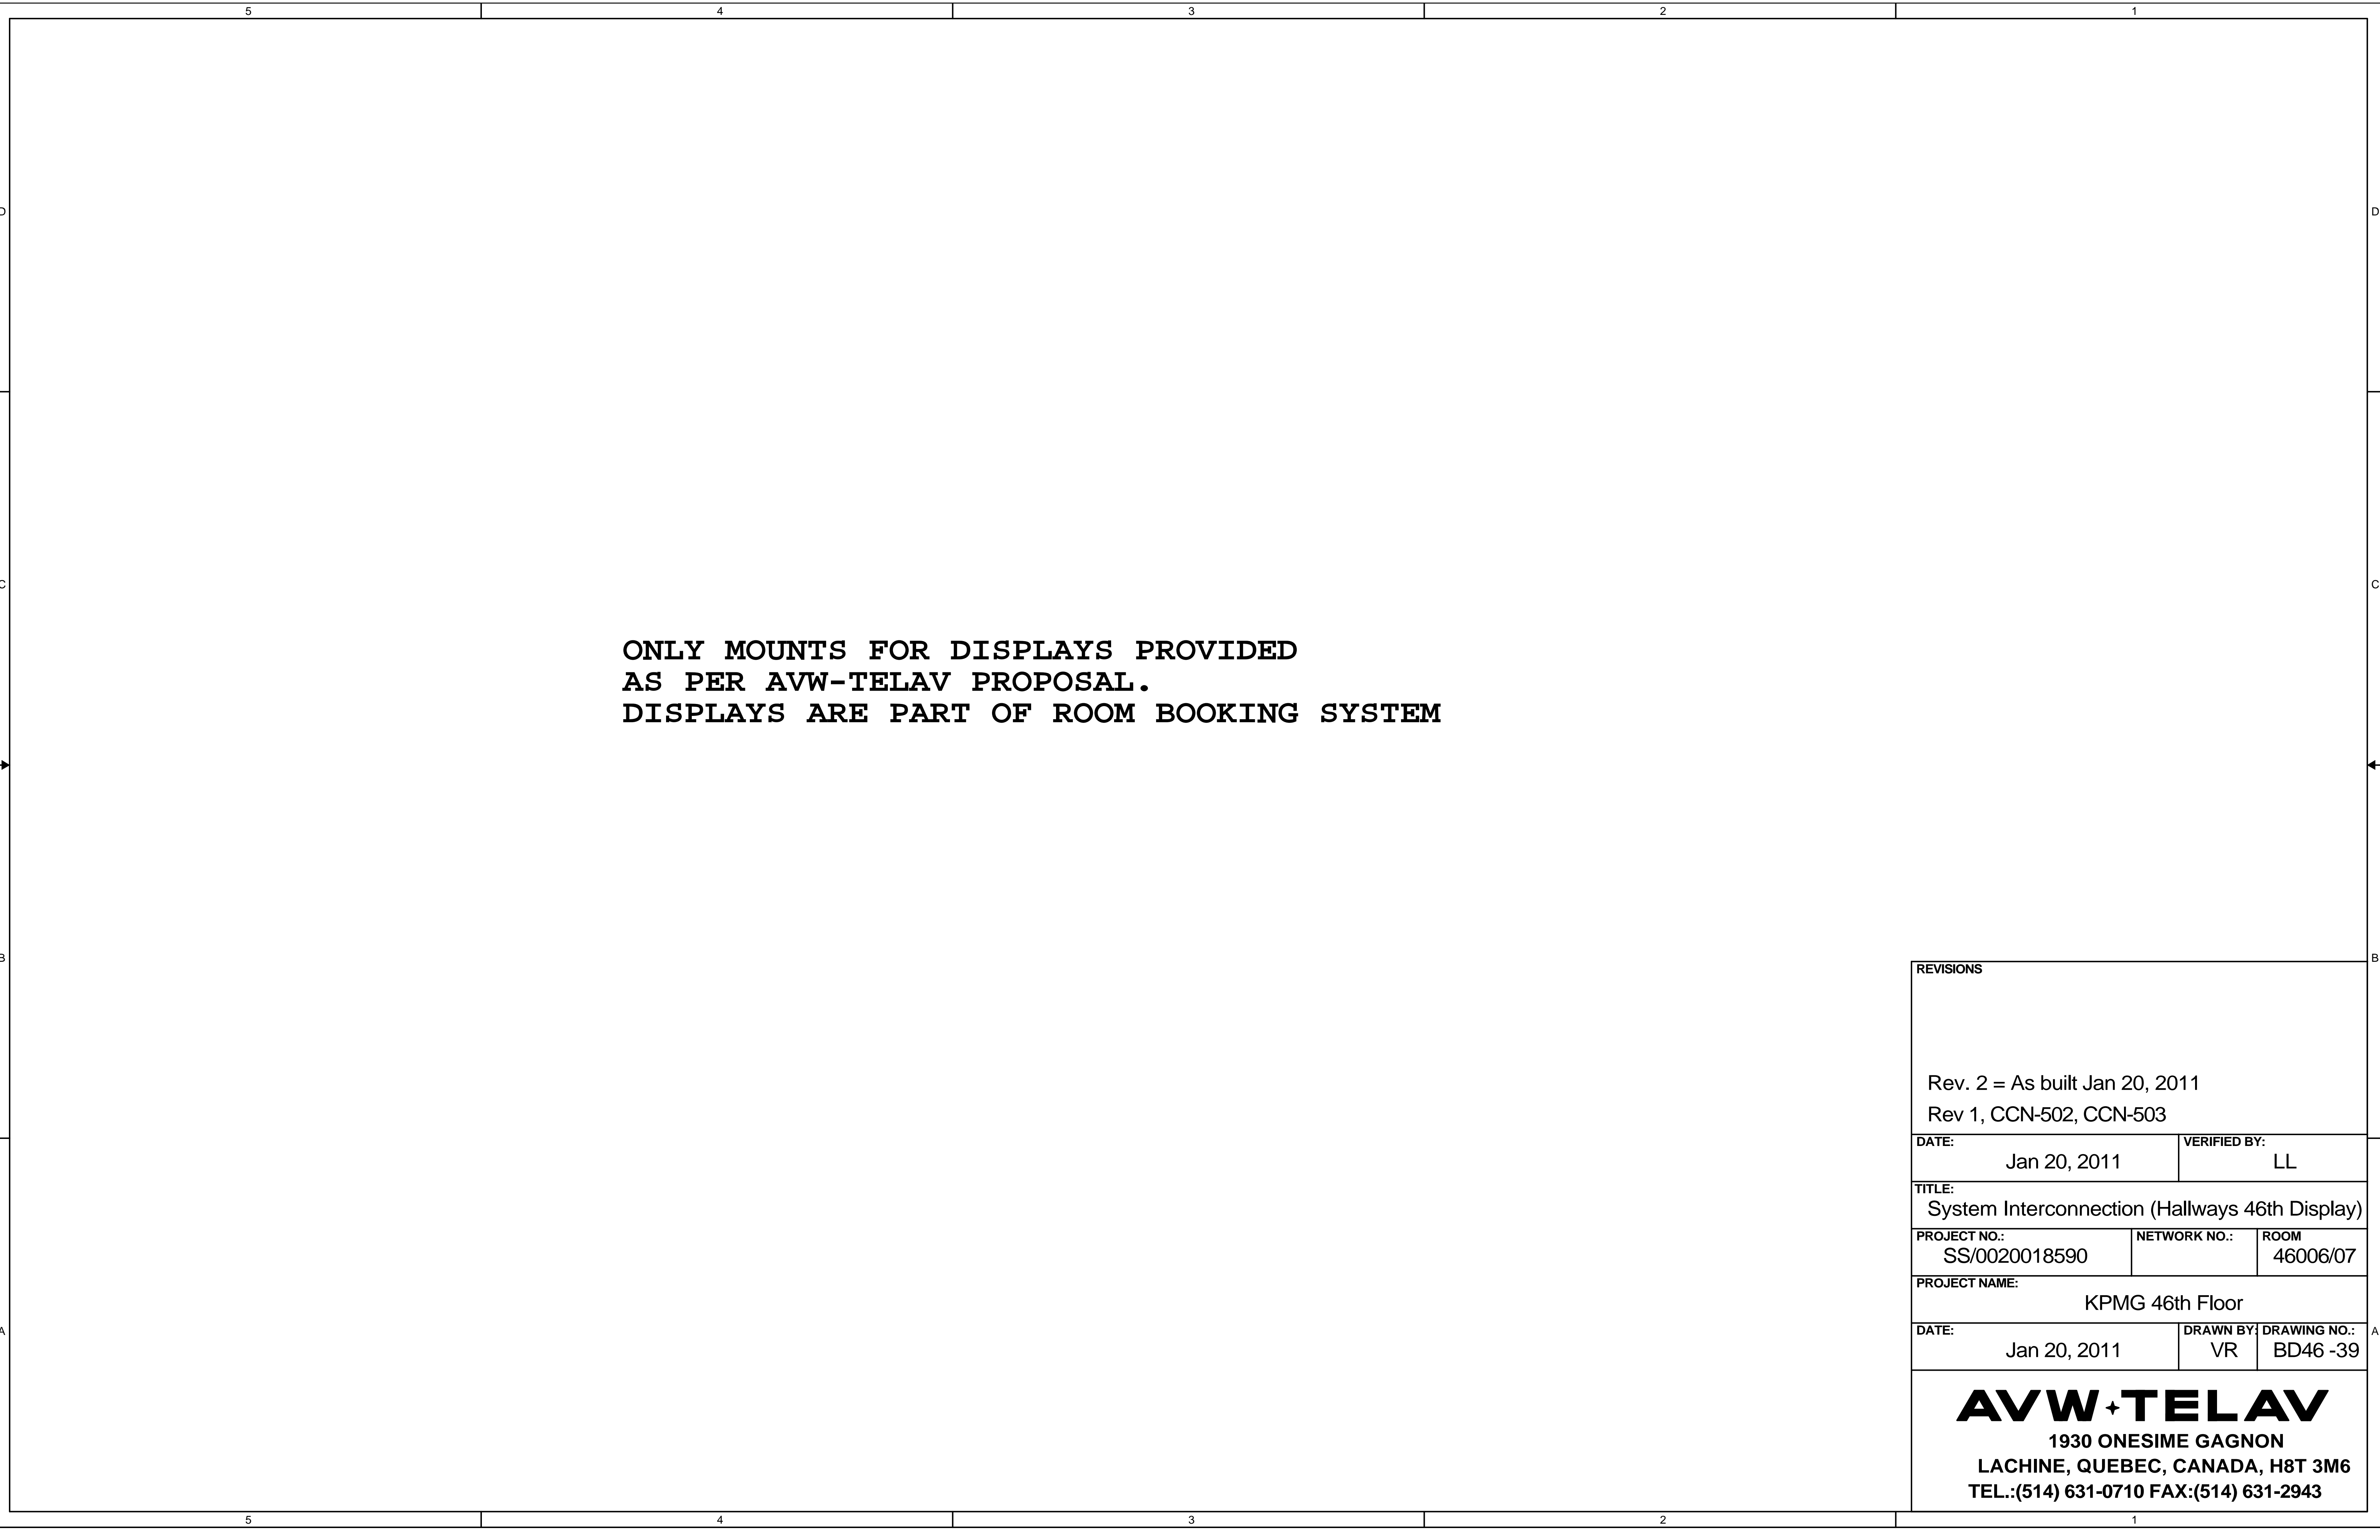 5 4 3 2 1
D D
C C
ONLY MOUNTS FOR DISPLAYS PROVIDED
AS PER AVW-TELAV PROPOSAL.
DISPLAYS ARE PART OF ROOM BOOKING SYSTEM
B B
REVISIONS
Rev. 2 = As built Jan 20, 2011
Rev 1, CCN-502, CCN-503
DATE: VERIFIED BY:
Jan 20, 2011 LL
TITLE:
System Interconnection (Hallways 46th Display)
PROJECT NO.: NETWORK NO.: ROOM
SS/0020018590 46006/07
PROJECT NAME:
KPMG 46th Floor
A A
DATE: DRAWN BY: DRAWING NO.:
Jan 20, 2011 VR BD46 -39
AVW TELAV
1930 ONESIME GAGNON
LACHINE, QUEBEC, CANADA, H8T 3M6
TEL.:(514) 631-0710 FAX:(514) 631-2943
5 4 3 2 1